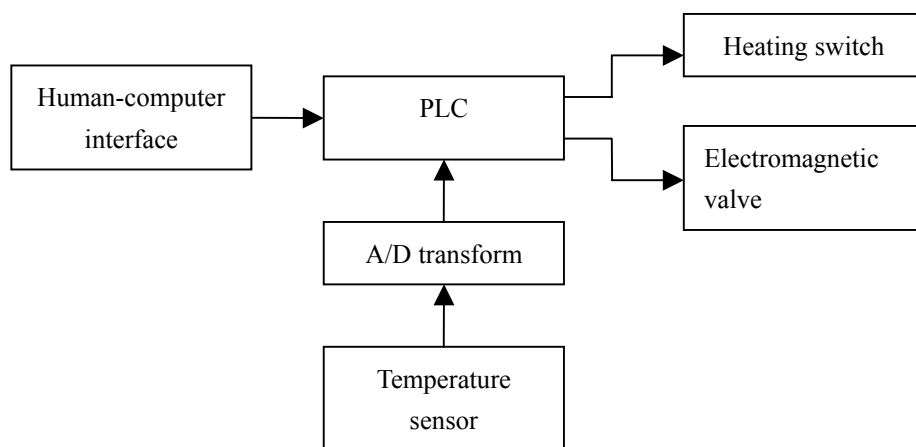 Human-computer
interface
PLC
Heating switch
Electromagnetic
valve
A/D transform
Temperature
sensor